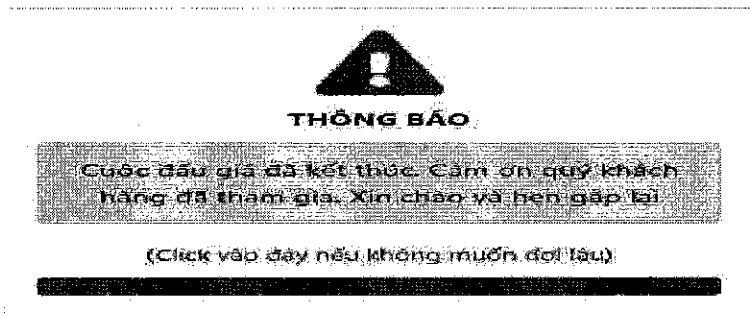 THÔNG BÁO
Cuộc đấu giá đã kết thúc. Cảm ơn quý khách
hàng đã tham gia. Xin chào và hẹn gặp lại
(Click vào đây nếu không muốn đợi lâu)